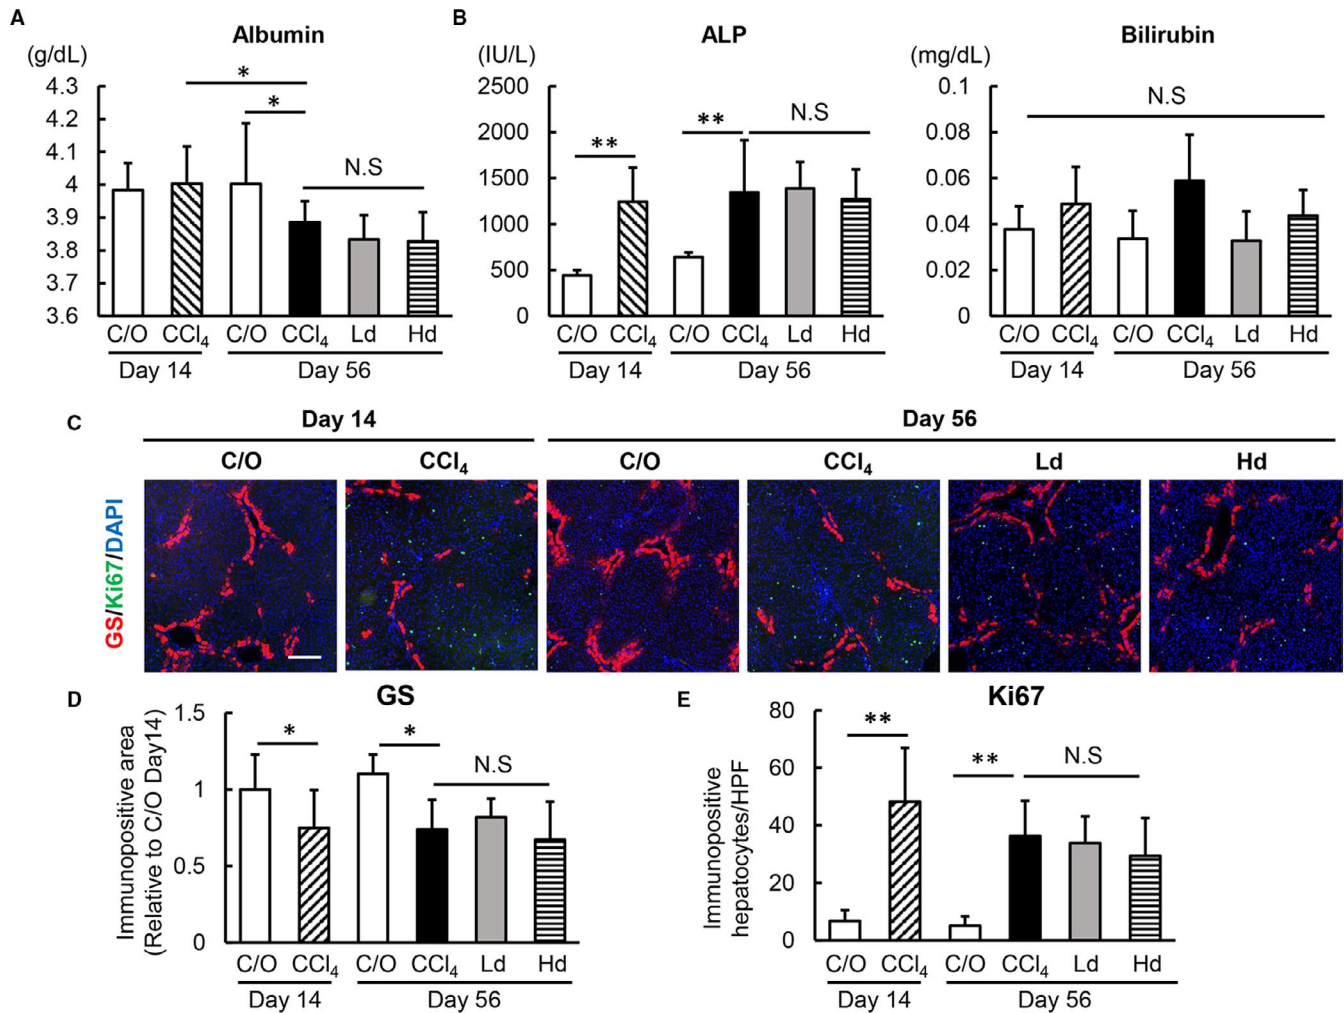 A
Albumin
(g/dL)
4.3
4.2
4.1
4
3.9
3.8
3.7
3.6
*
*
N.S
C/O CCl₄ C/O CCl₄ Ld Hd
Day 14 Day 56
B
ALP
(IU/L)
2500
2000
1500
1000
500
0
**
**
N.S
C/O CCl₄ C/O CCl₄ Ld Hd
Day 14 Day 56
Bilirubin
(mg/dL)
0.1
0.08
0.06
0.04
0.02
0
N.S
C/O CCl₄ C/O CCl₄ Ld Hd
Day 14 Day 56
C
Day 14 Day 56
C/O CCl₄ C/O CCl₄ Ld Hd
GS/Ki67/DAPI
D
GS
Immunopositive area
(Relative to C/O Day14)
1.5
1
0.5
0
*
*
N.S
C/O CCl₄ C/O CCl₄ Ld Hd
Day 14 Day 56
E
Ki67
Immunopositive
hepatocytes/HPF
80
60
40
20
0
**
**
N.S
C/O CCl₄ C/O CCl₄ Ld Hd
Day 14 Day 56